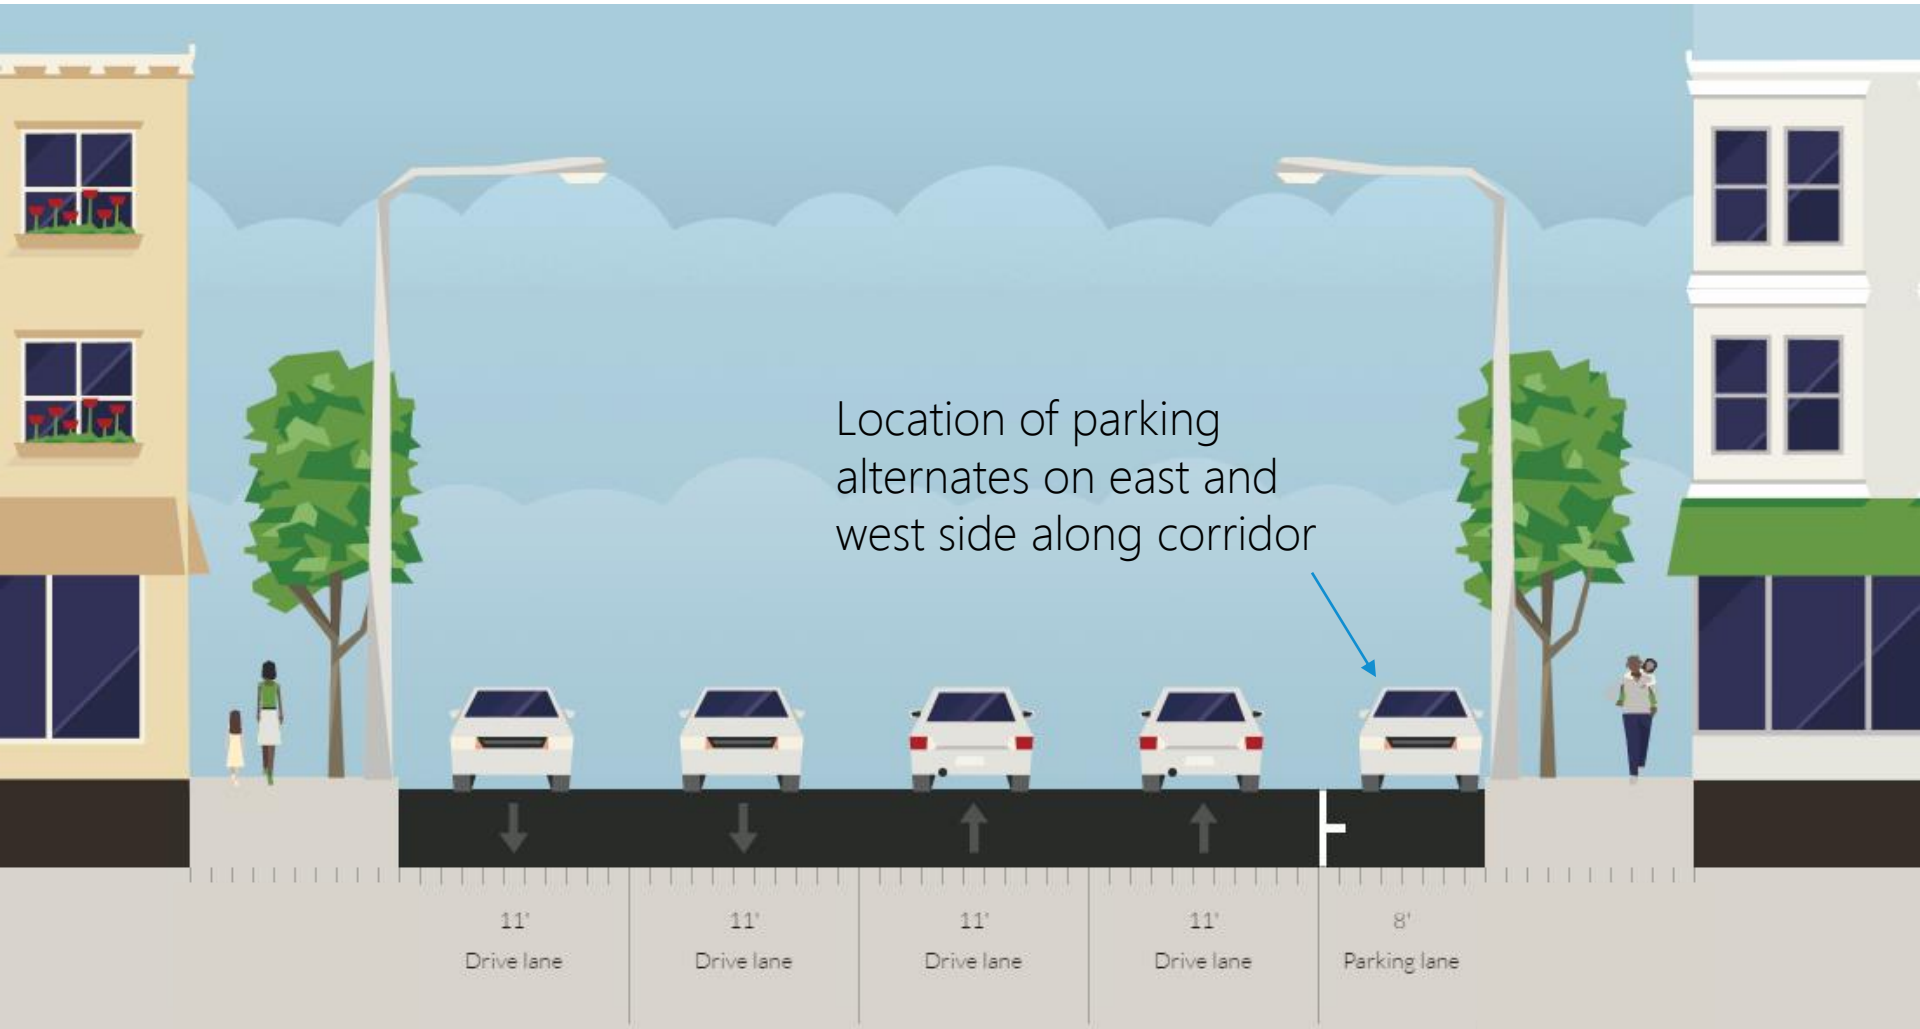 Location of parking
alternates on east and
west side along corridor
11'
11'
11'
11'
8'
Drive lane
Drive lane
Drive lane
Drive lane
Parking lane